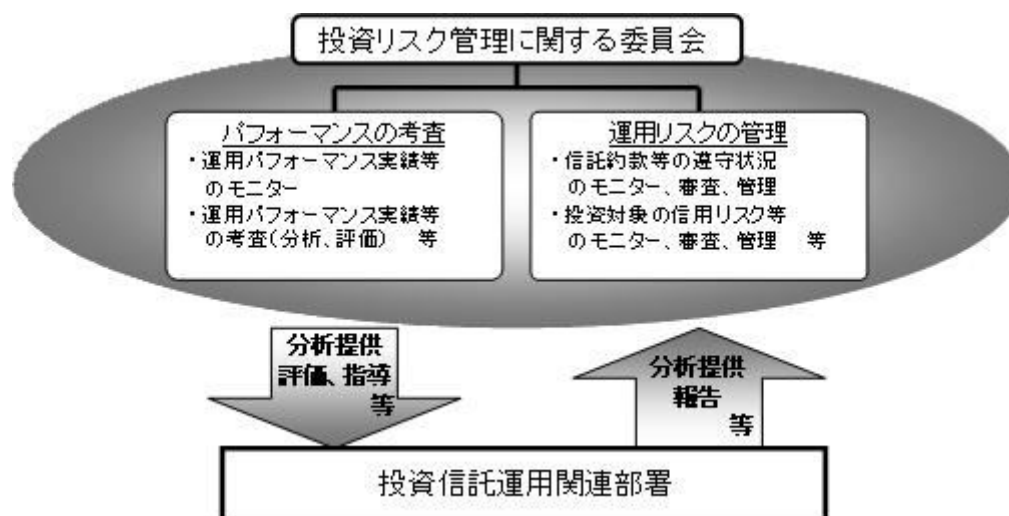 投資リスク管理に関する委員会
パフォーマンスの考査
・運用パフォーマンス実績等
のモニター
・運用パフォーマンス実績等
の考査(分析、評価) 等
運用リスクの管理
・信託約款等の遵守状況
のモニター、審査、管理
・投資対象の信用リスク等
のモニター、審査、管理 等
分析提供
評価、指導
等
分析提供
報告
等
投資信託運用関連部署